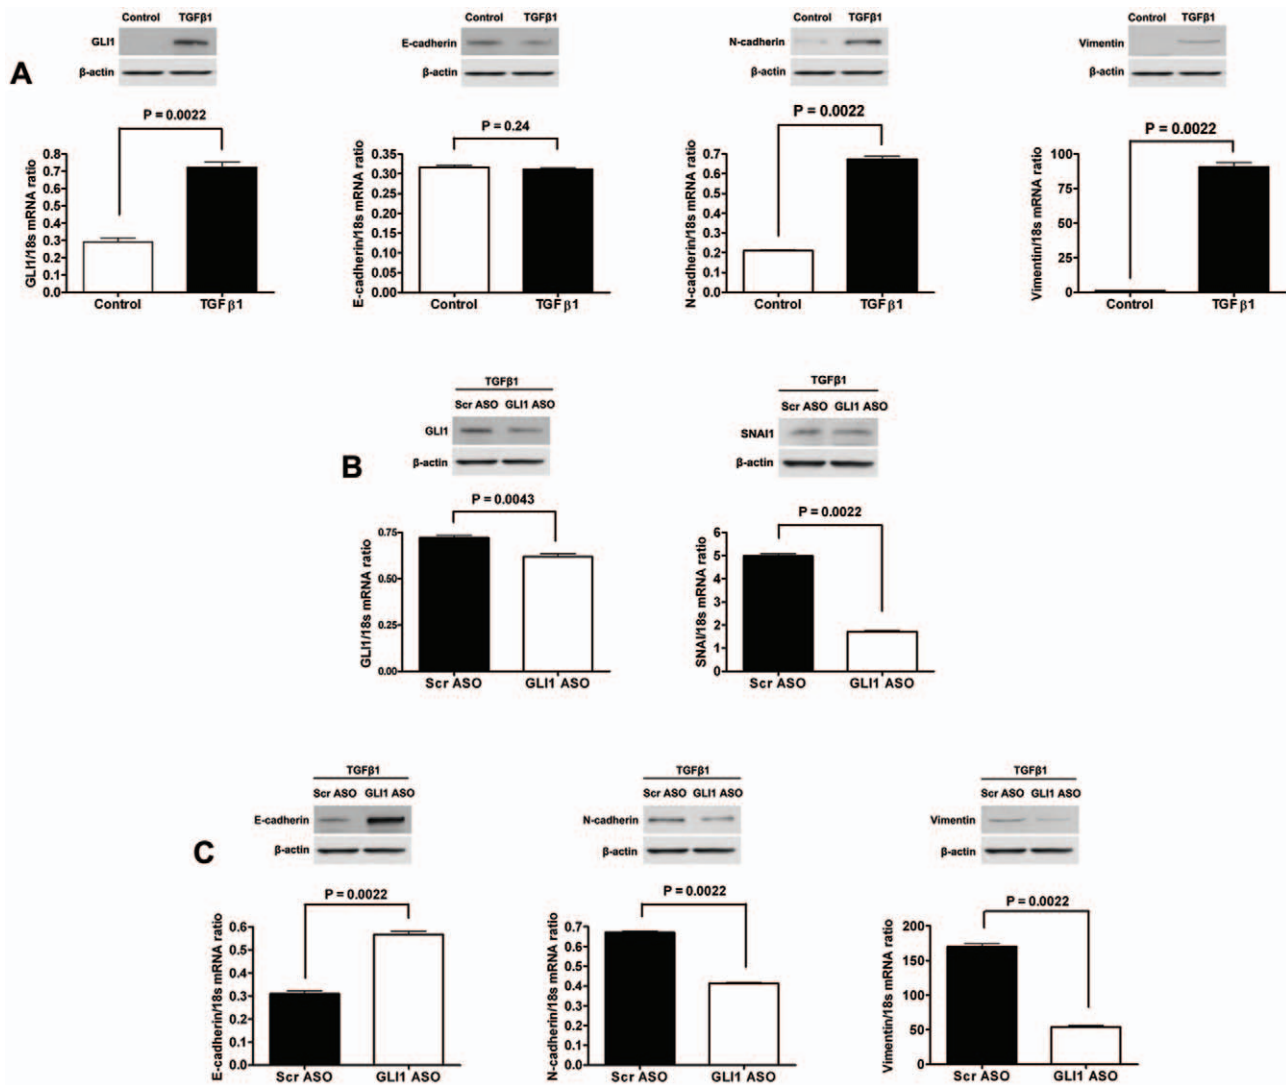 Control TGFβ1
GLI1
β-actin
Control TGFβ1
E-cadherin
β-actin
Control TGFβ1
N-cadherin
β-actin
Control TGFβ1
Vimentin
β-actin
A
P = 0.0022
GLI1/18s mRNA ratio
0.8
0.7
0.6
0.5
0.4
0.3
0.2
0.1
0.0
Control TGFβ1
P = 0.24
E-cadherin/18s mRNA ratio
0.35
0.30
0.25
0.20
0.15
0.10
0.05
0.00
Control TGFβ1
P = 0.0022
N-cadherin/18s mRNA ratio
0.7
0.6
0.5
0.4
0.3
0.2
0.1
0.0
Control TGFβ1
P = 0.0022
Vimentin/18s mRNA ratio
100
75
50
25
0
Control TGFβ1
B
TGFβ1
Scr ASO GLI1 ASO
GLI1
β-actin
P = 0.0043
GLI1/18s mRNA ratio
0.75
0.50
0.25
0.00
Scr ASO GLI1 ASO
TGFβ1
Scr ASO GLI1 ASO
SNAI1
β-actin
P = 0.0022
SNAI/18s mRNA ratio
6
5
4
3
2
1
0
Scr ASO GLI1 ASO
C
TGFβ1
Scr ASO GLI1 ASO
E-cadherin
β-actin
P = 0.0022
E-cadherin/18s mRNA ratio
0.6
0.5
0.4
0.3
0.2
0.1
0.0
Scr ASO GLI1 ASO
TGFβ1
Scr ASO GLI1 ASO
N-cadherin
β-actin
P = 0.0022
N-cadherin/18s mRNA ratio
0.7
0.6
0.5
0.4
0.3
0.2
0.1
0.0
Scr ASO GLI1 ASO
TGFβ1
Scr ASO GLI1 ASO
Vimentin
β-actin
P = 0.0022
Vimentin/18s mRNA ratio
200
150
100
50
0
Scr ASO GLI1 ASO